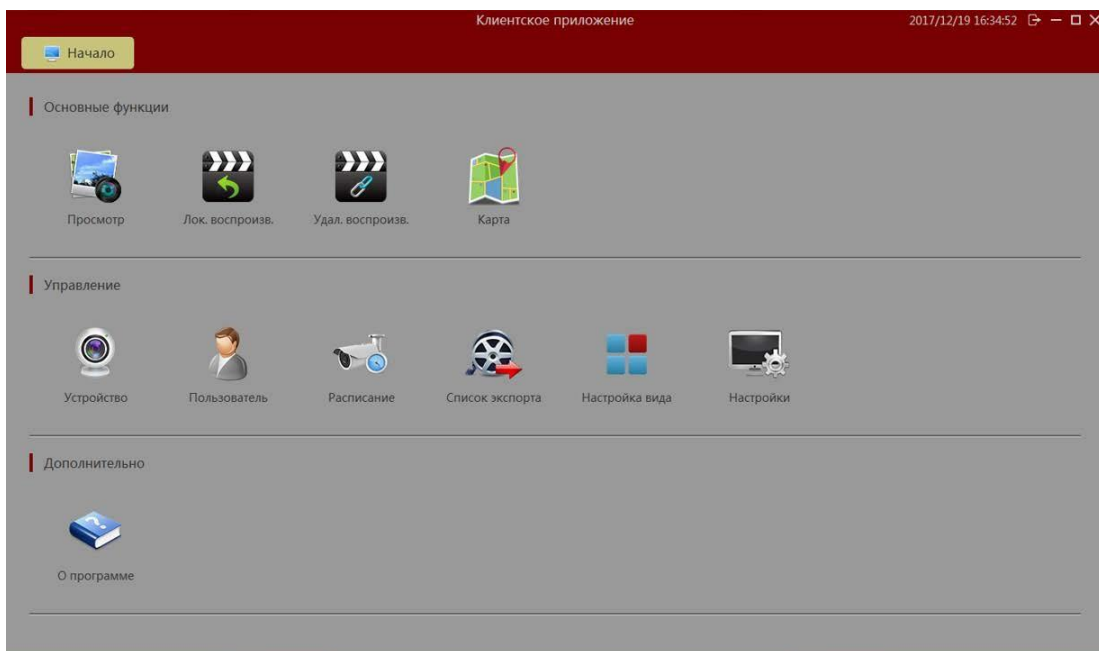 Клиентское приложение
2017/12/19 16:34:52
Начало
Основные функции
Просмотр
Лок. воспроизв.
Удал. воспроизв.
Карта
Управление
Устройство
Пользователь
Расписание
Список экспорта
Настройка вида
Настройки
Дополнительно
О программе